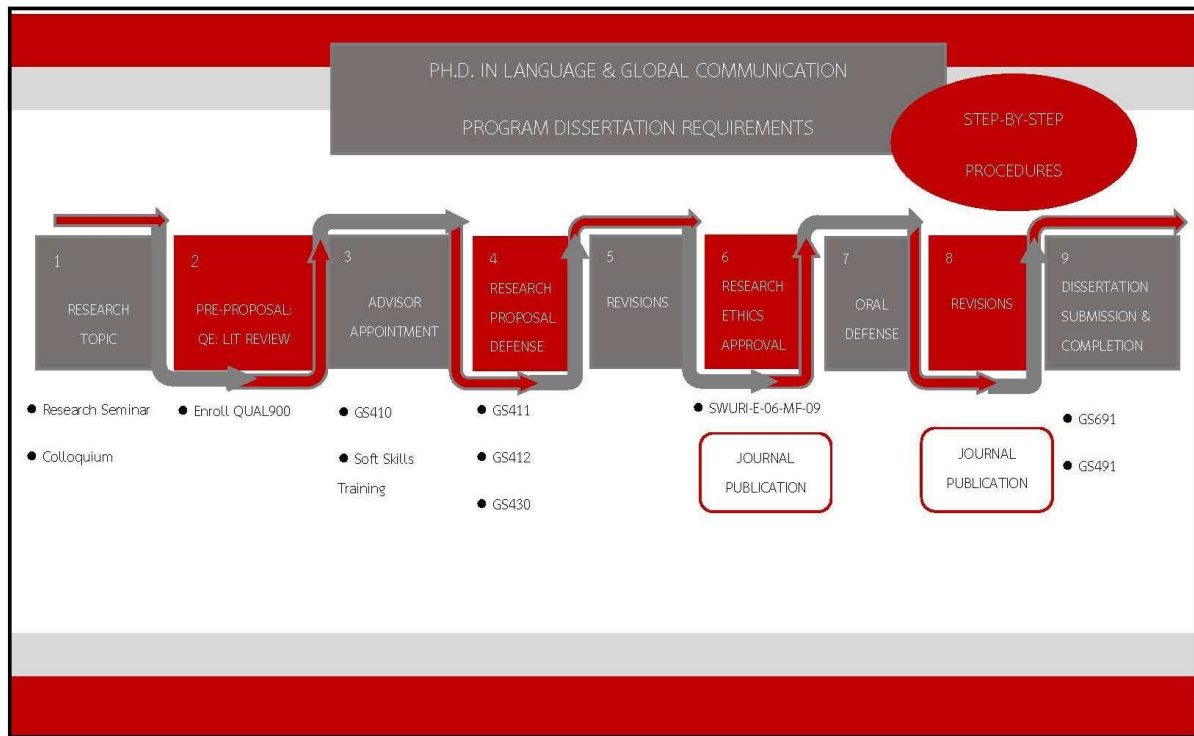 PH.D. IN LANGUAGE & GLOBAL COMMUNICATION
PROGRAM DISSERTATION REQUIREMENTS
STEP-BY-STEP
PROCEDURES
1
RESEARCH
TOPIC
2
PRE-PROPOSAL:
QE: LIT REVIEW
3
ADVISOR
APPOINTMENT
4
RESEARCH
PROPOSAL
DEFENSE
5
REVISIONS
6
RESEARCH
ETHICS
APPROVAL
7
ORAL
DEFENSE
8
REVISIONS
9
DISSERTATION
SUBMISSION &
COMPLETION
● Research Seminar
● Colloquium
● Enroll QUAL900
● GS410
● Soft Skills
Training
● GS411
● GS412
● GS430
● SWURI-E-06-MF-09
JOURNAL
PUBLICATION
JOURNAL
PUBLICATION
● GS691
● GS491